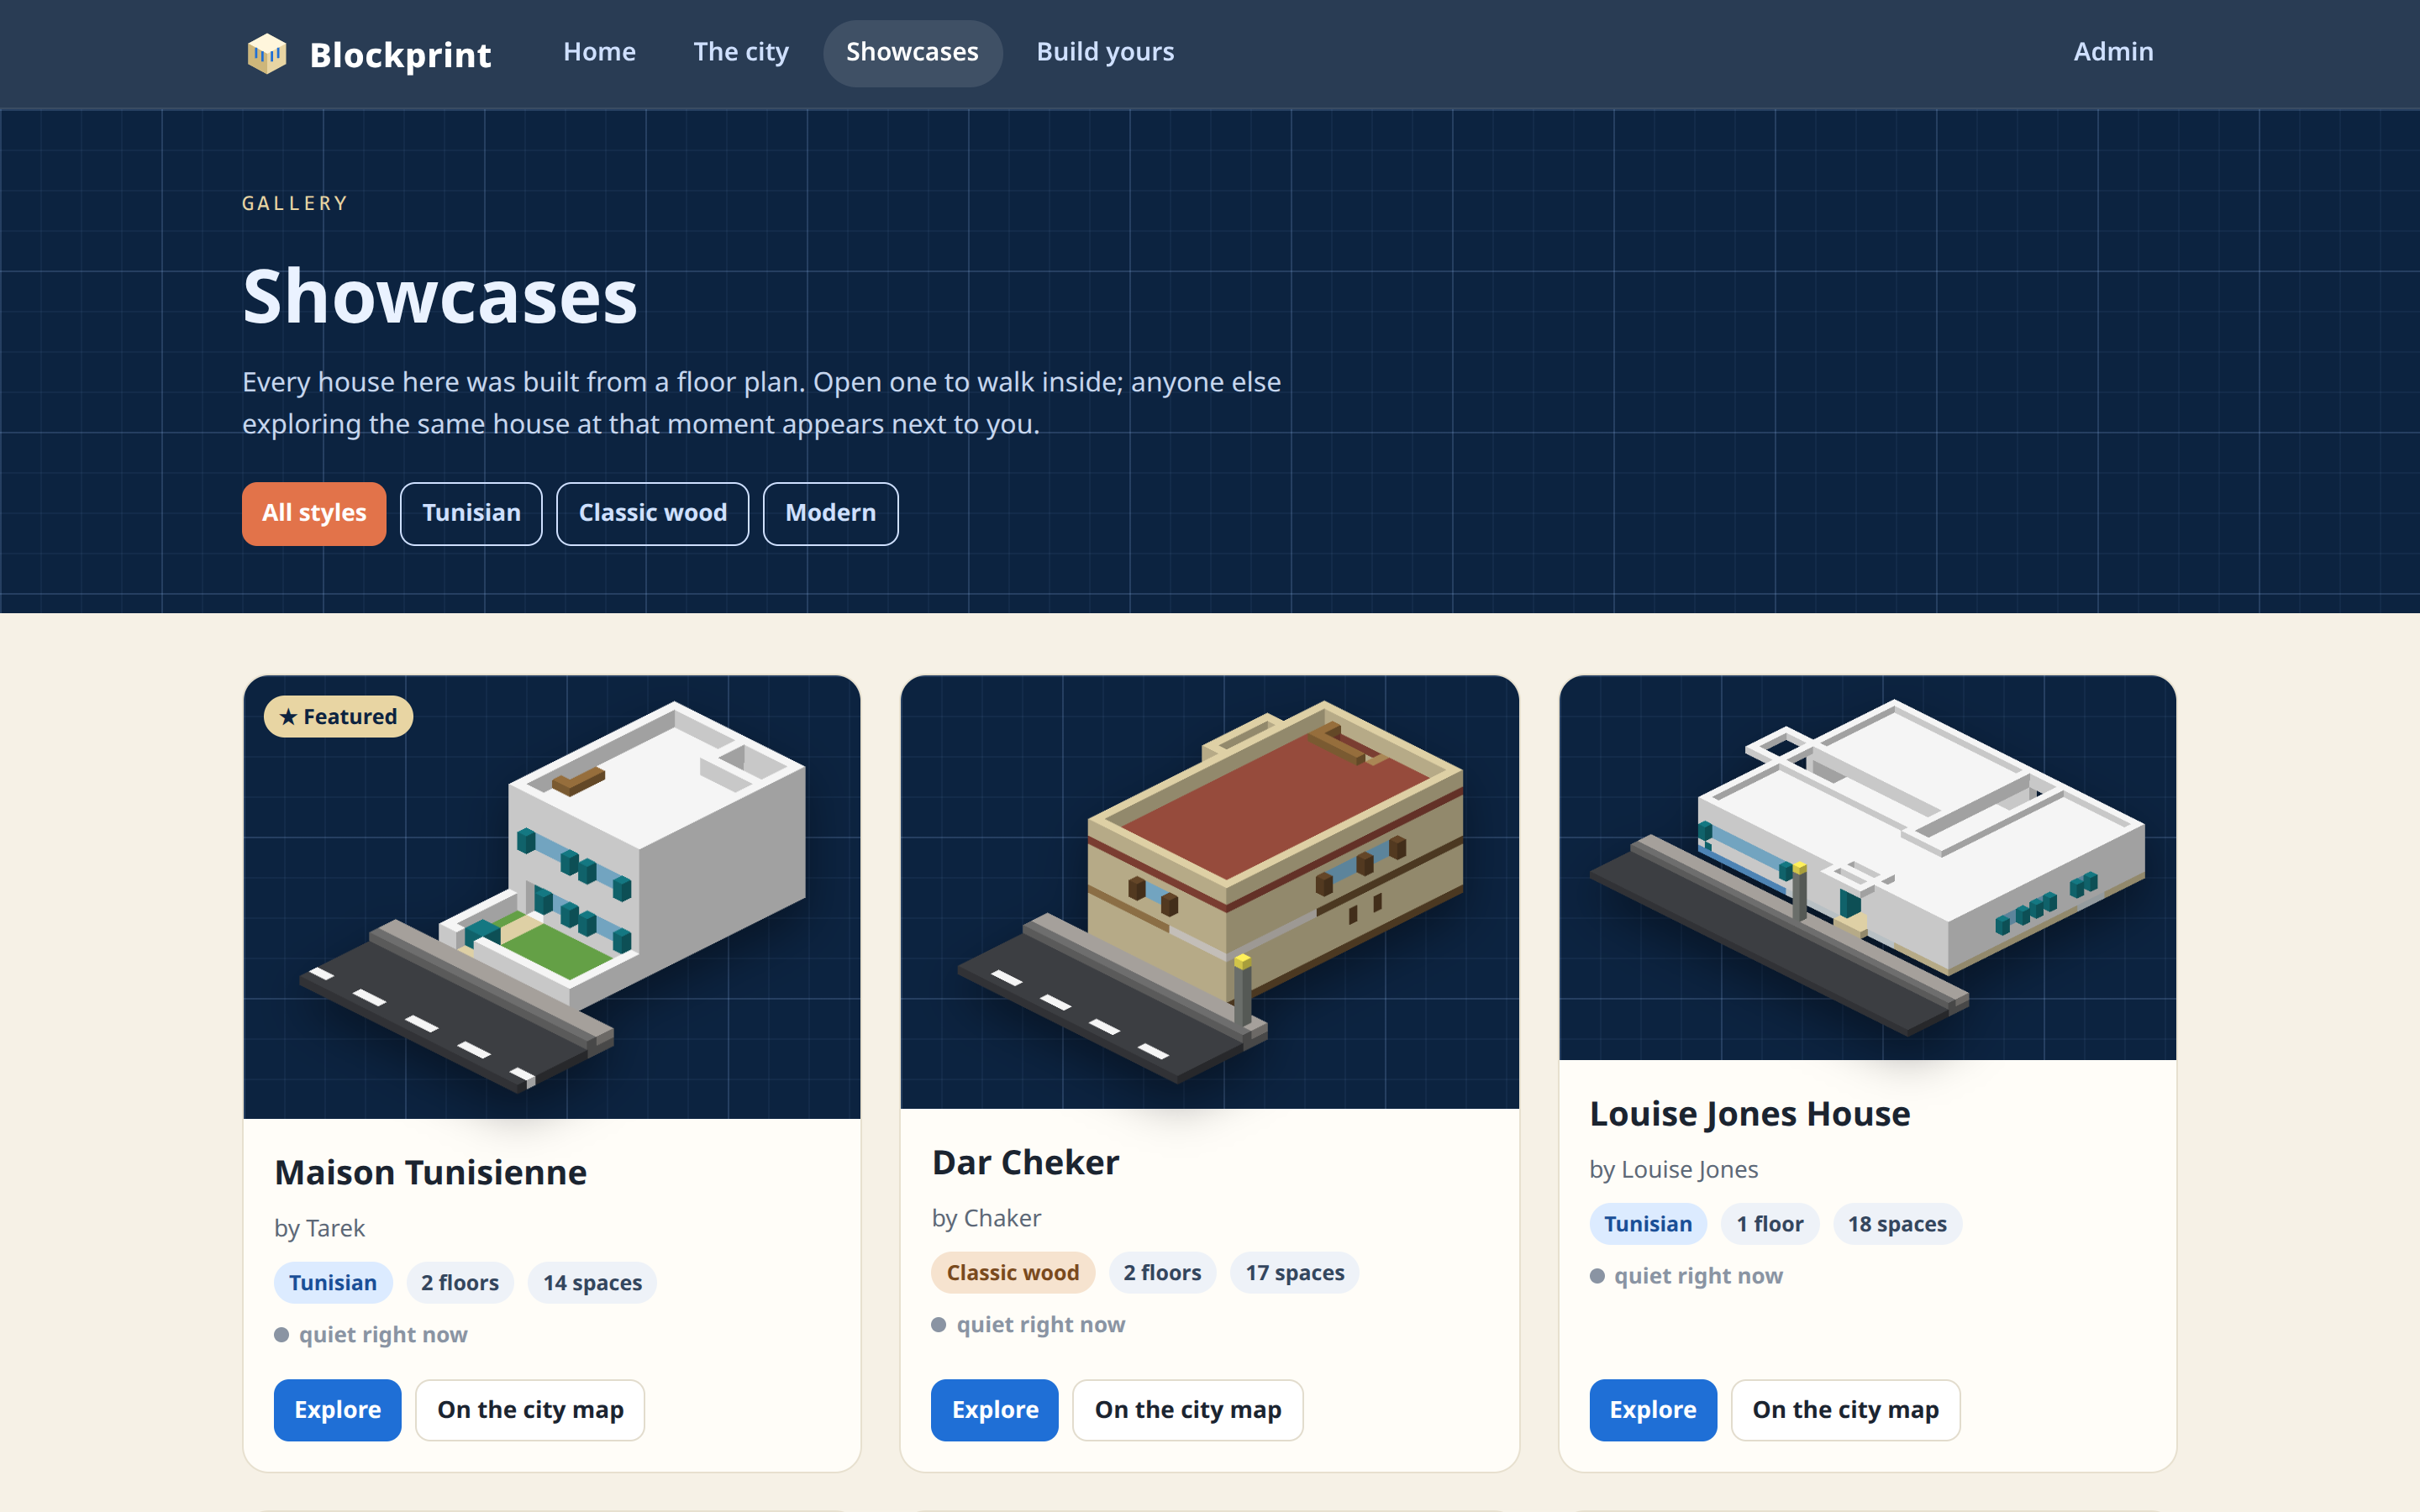 Blockprint
Home
The city
Showcases
Build yours
Admin
GALLERY
Showcases
Every house here was built from a floor plan. Open one to walk inside; anyone else
exploring the same house at that moment appears next to you.
All styles
Tunisian
Classic wood
Modern
★ Featured
Maison Tunisienne
by Tarek
Tunisian
2 floors
14 spaces
quiet right now
Explore
On the city map
Dar Cheker
by Chaker
Classic wood
2 floors
17 spaces
quiet right now
Explore
On the city map
Louise Jones House
by Louise Jones
Tunisian
1 floor
18 spaces
quiet right now
Explore
On the city map